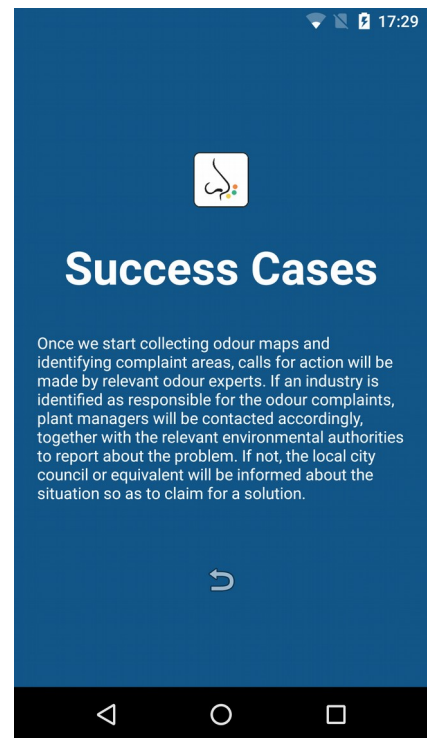 17:29
Success Cases
Once we start collecting odour maps and
identifying complaint areas, calls for action will be
made by relevant odour experts. If an industry is
identified as responsible for the odour complaints,
plant managers will be contacted accordingly,
together with the relevant environmental authorities
to report about the problem. If not, the local city
council or equivalent will be informed about the
situation so as to claim for a solution.